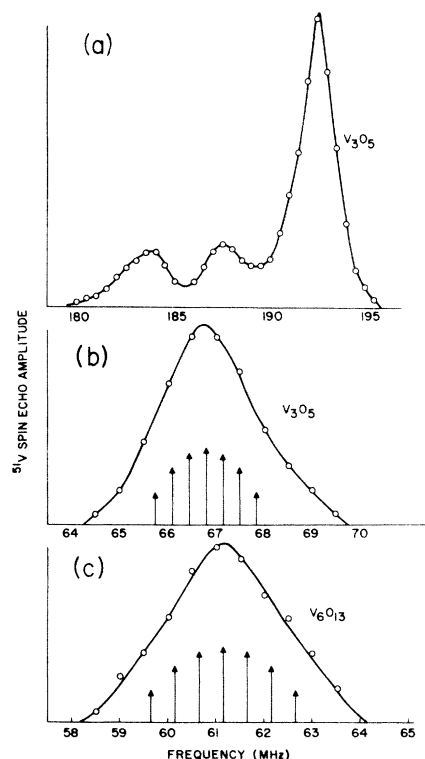 (a)
V3O5
180 185 190 195
(b)
V3O5
64 65 66 67 68 69 70
(c)
V6O13
58 59 60 61 62 63 64 65
FREQUENCY (MHz)
51V SPIN ECHO AMPLITUDE